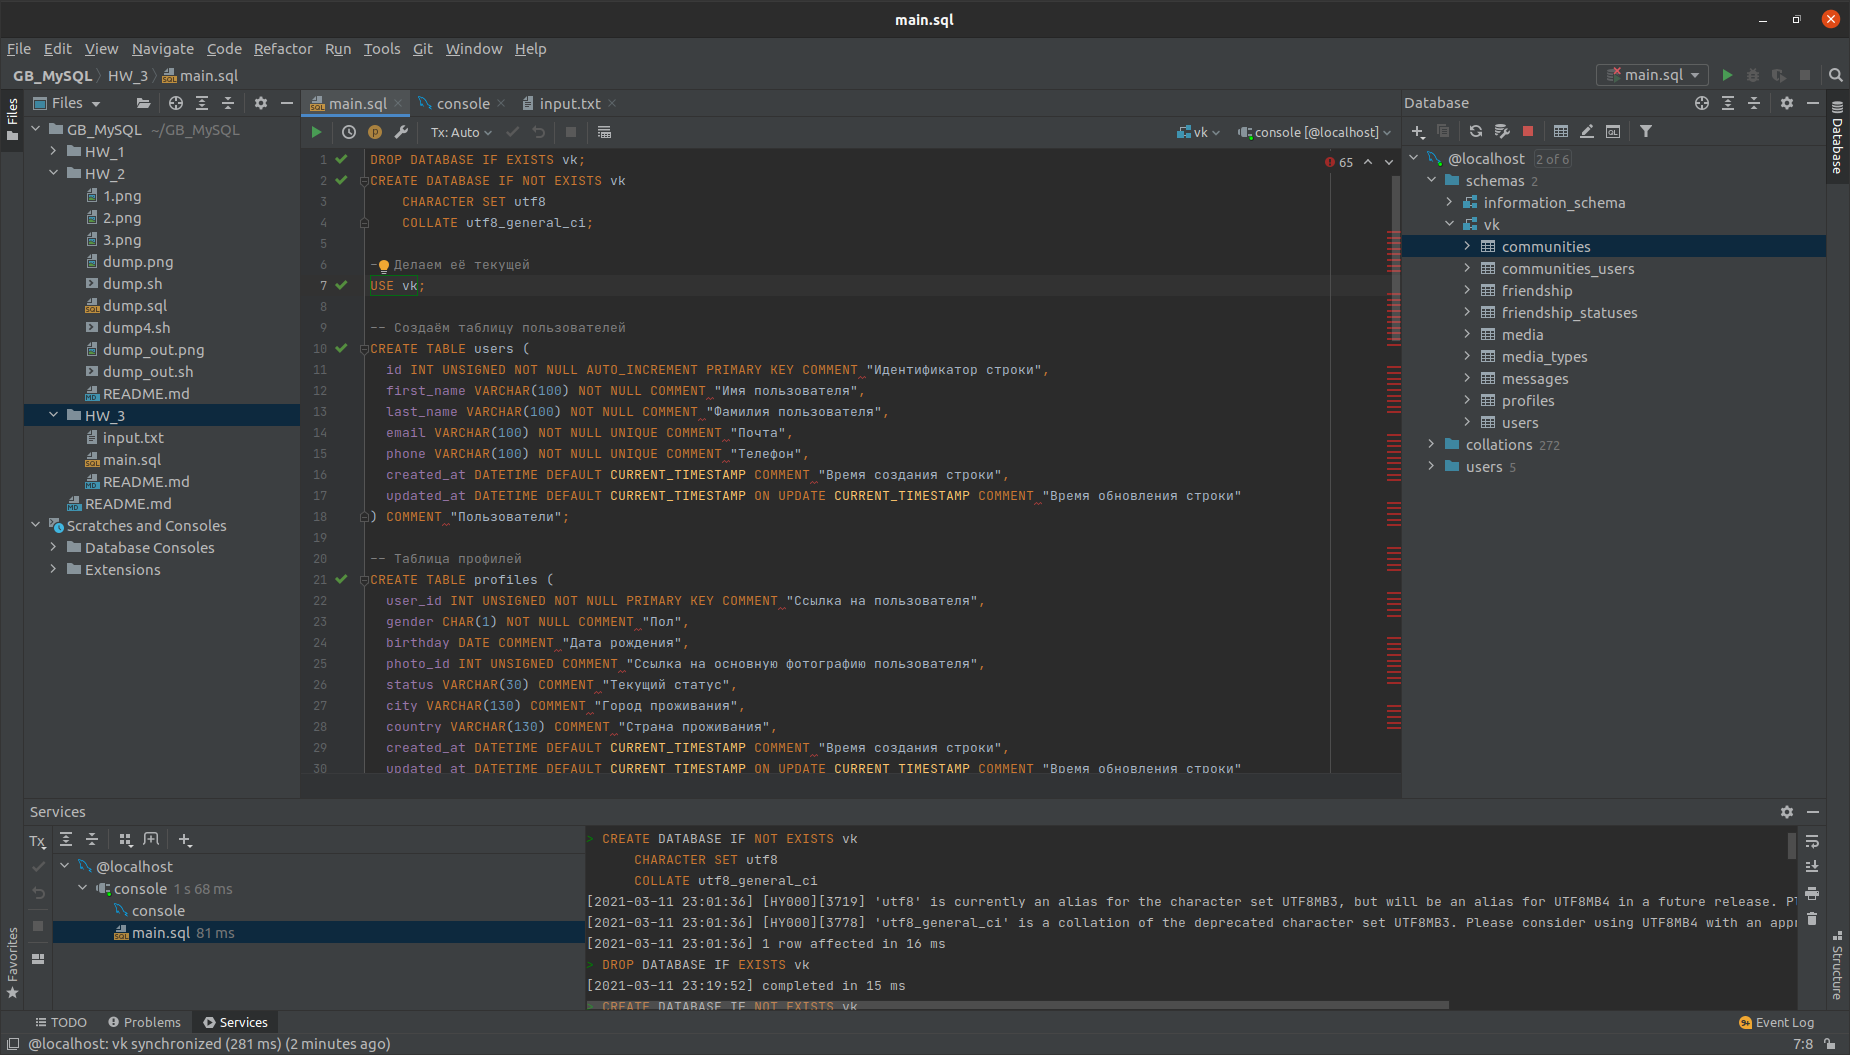 main.sql
File Edit View Navigate Code Refactor Run Tools Git Window Help
GB_MySQL HW_3 main.sql
main.sql
Files
Files
GB_MySQL ~/GB_MySQL
HW_1
HW_2
1.png
2.png
3.png
dump.png
dump.sh
dump.sql
dump4.sh
dump_out.png
dump_out.sh
README.md
HW_3
input.txt
main.sql
README.md
README.md
Scratches and Consoles
Database Consoles
Extensions
main.sql console input.txt
Tx: Auto vk console [@localhost]
65
1 DROP DATABASE IF EXISTS vk;
2 CREATE DATABASE IF NOT EXISTS vk
3 CHARACTER SET utf8
4 COLLATE utf8_general_ci;
5
6 - Делаем её текущей
7 USE vk;
8
9 -- Создаём таблицу пользователей
10 CREATE TABLE users (
11 id INT UNSIGNED NOT NULL AUTO_INCREMENT PRIMARY KEY COMMENT "Идентификатор строки",
12 first_name VARCHAR(100) NOT NULL COMMENT "Имя пользователя",
13 last_name VARCHAR(100) NOT NULL COMMENT "Фамилия пользователя",
14 email VARCHAR(100) NOT NULL UNIQUE COMMENT "Почта",
15 phone VARCHAR(100) NOT NULL UNIQUE COMMENT "Телефон",
16 created_at DATETIME DEFAULT CURRENT_TIMESTAMP COMMENT "Время создания строки",
17 updated_at DATETIME DEFAULT CURRENT_TIMESTAMP ON UPDATE CURRENT_TIMESTAMP COMMENT "Время обновления строки"
18 ) COMMENT "Пользователи";
19
20 -- Таблица профилей
21 CREATE TABLE profiles (
22 user_id INT UNSIGNED NOT NULL PRIMARY KEY COMMENT "Ссылка на пользователя",
23 gender CHAR(1) NOT NULL COMMENT "Пол",
24 birthday DATE COMMENT "Дата рождения",
25 photo_id INT UNSIGNED COMMENT "Ссылка на основную фотографию пользователя",
26 status VARCHAR(30) COMMENT "Текущий статус",
27 city VARCHAR(130) COMMENT "Город проживания",
28 country VARCHAR(130) COMMENT "Страна проживания",
29 created_at DATETIME DEFAULT CURRENT_TIMESTAMP COMMENT "Время создания строки",
30 updated_at DATETIME DEFAULT CURRENT_TIMESTAMP ON UPDATE CURRENT_TIMESTAMP COMMENT "Время обновления строки"
Database
Database
@localhost 2 of 6
schemas 2
information_schema
vk
communities
communities_users
friendship
friendship_statuses
media
media_types
messages
profiles
users
collations 272
users 5
Services
Tx
@localhost
console 1 s 68 ms
console
main.sql 81 ms
> CREATE DATABASE IF NOT EXISTS vk
CHARACTER SET utf8
COLLATE utf8_general_ci
[2021-03-11 23:01:36] [HY000][3719] 'utf8' is currently an alias for the character set UTF8MB3, but will be an alias for UTF8MB4 in a future release. Pl
[2021-03-11 23:01:36] [HY000][3778] 'utf8_general_ci' is a collation of the deprecated character set UTF8MB3. Please consider using UTF8MB4 with an appr
[2021-03-11 23:01:36] 1 row affected in 16 ms
> DROP DATABASE IF EXISTS vk
[2021-03-11 23:19:52] completed in 15 ms
> CREATE DATABASE IF NOT EXISTS vk
Favorites
Structure
TODO Problems Services
9+ Event Log
@localhost: vk synchronized (281 ms) (2 minutes ago)
7:8